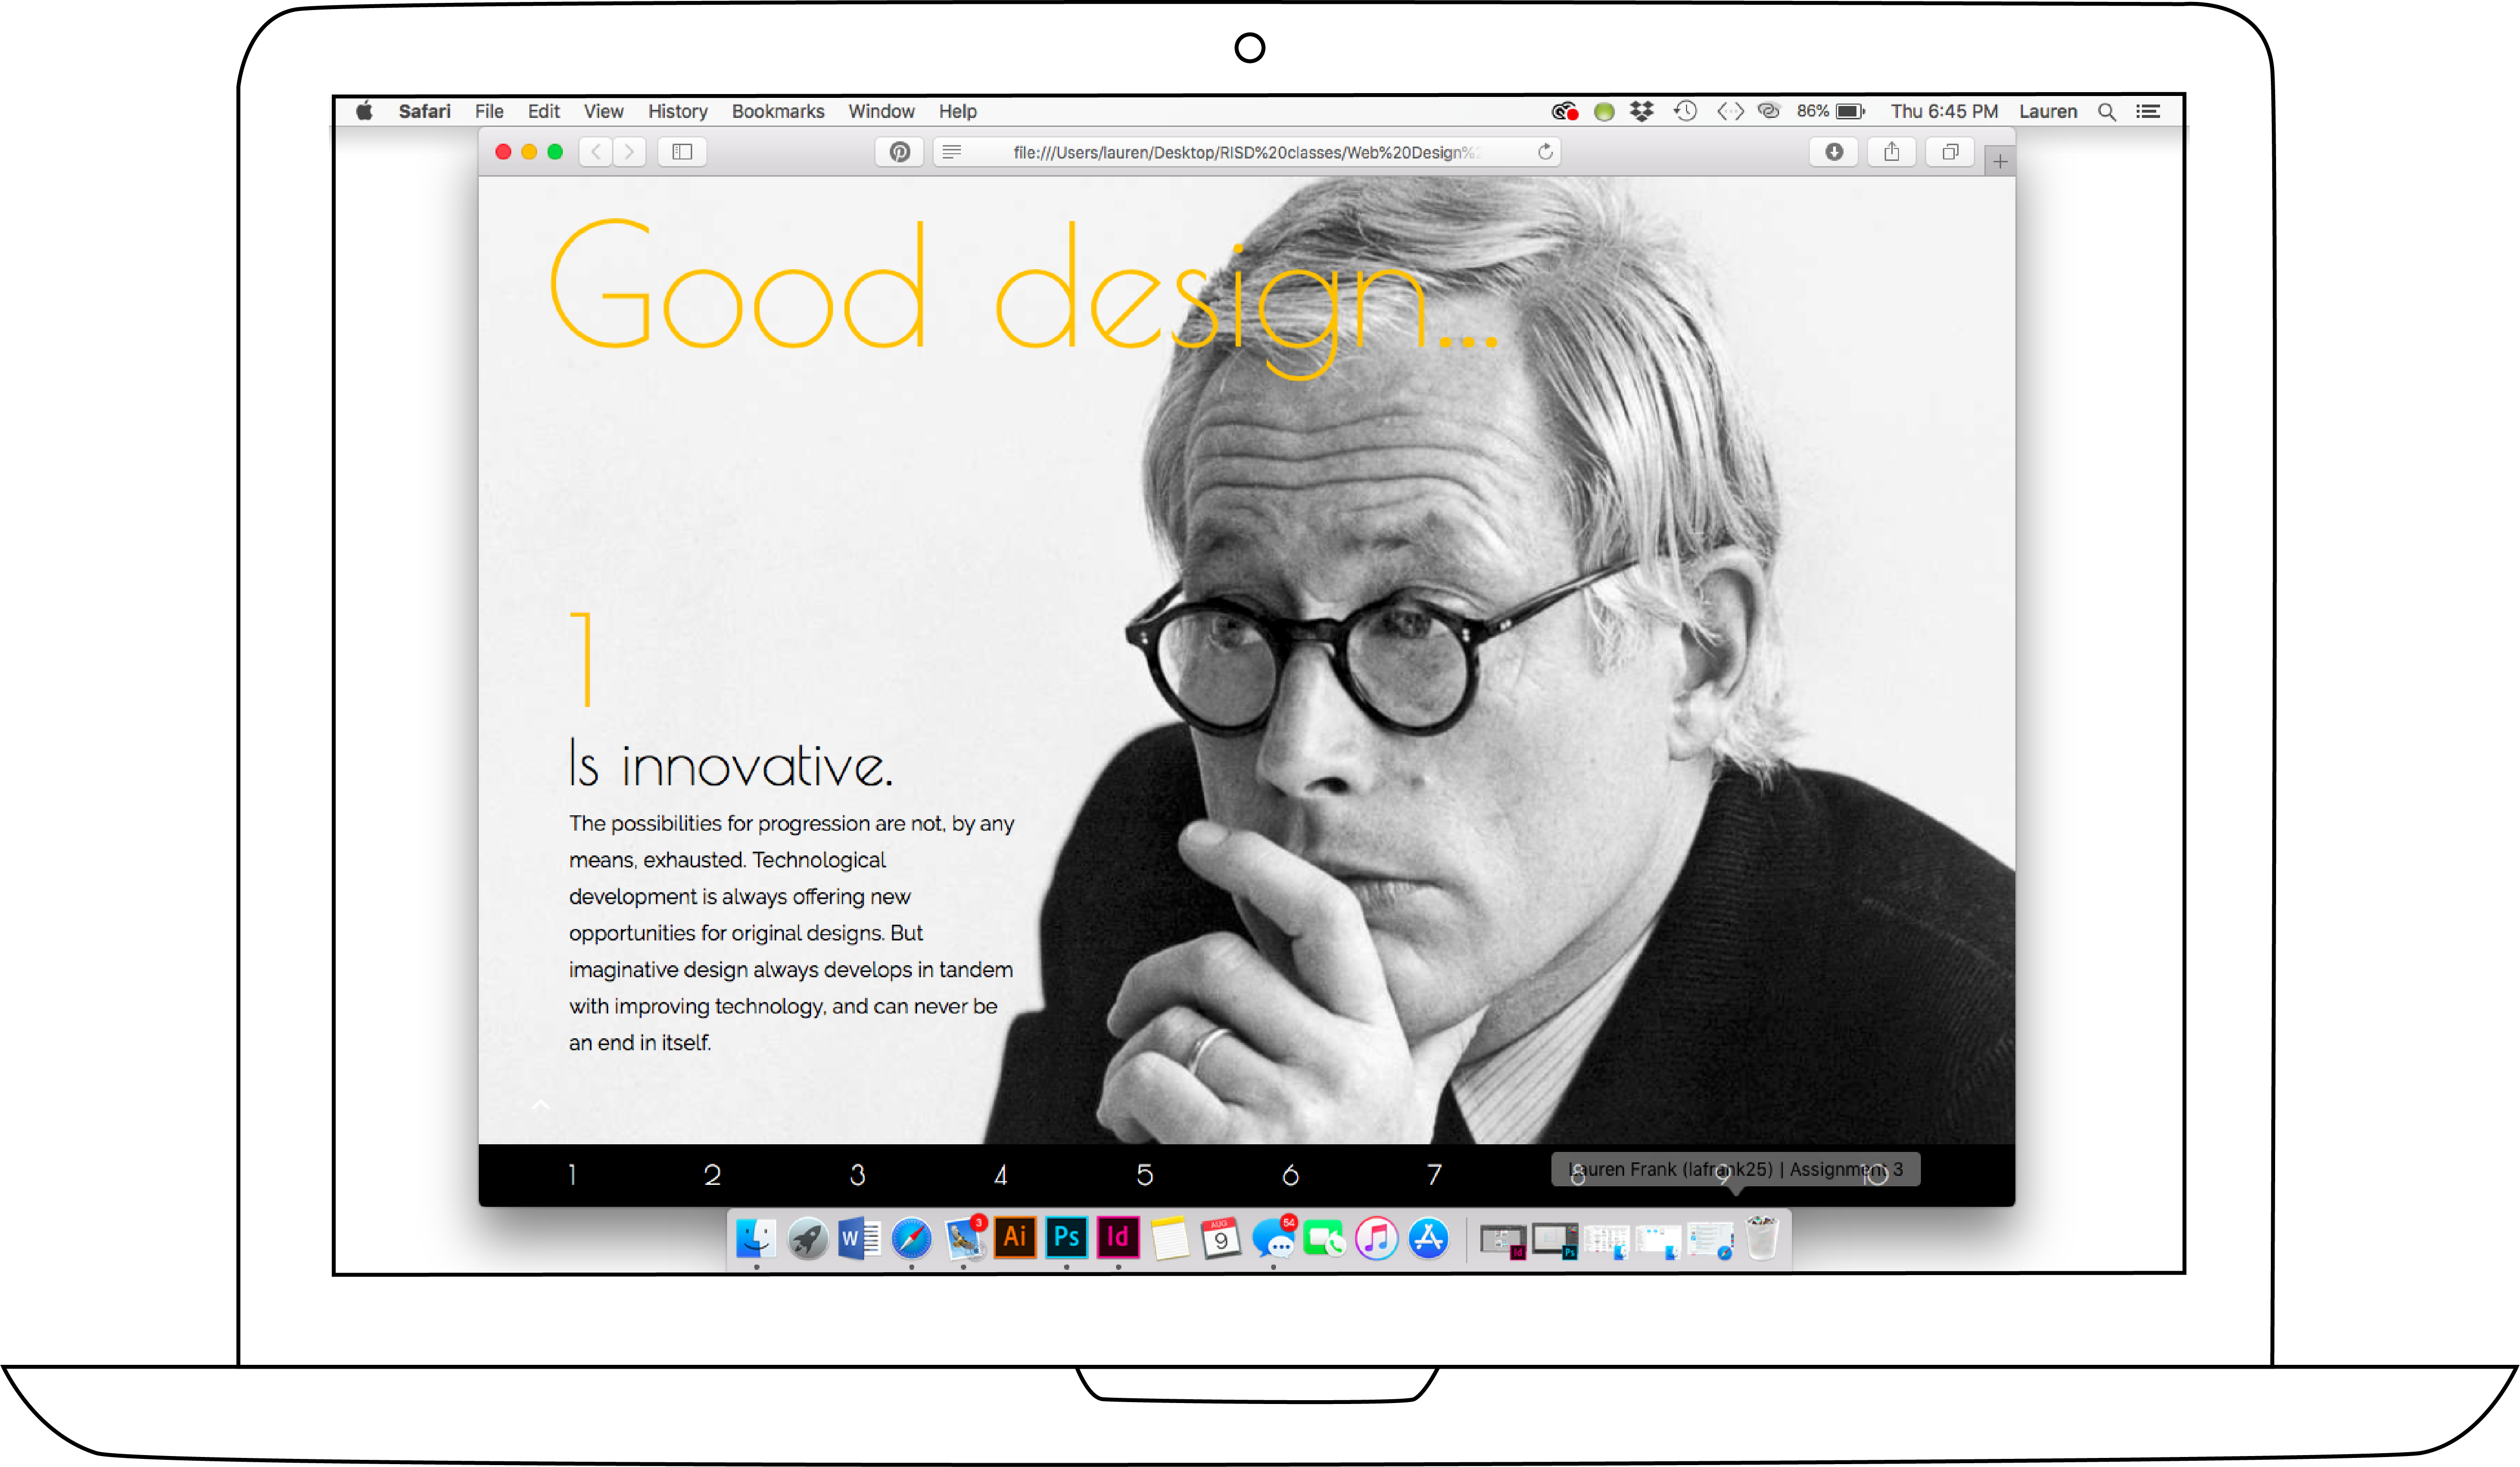 Safari File Edit View History Bookmarks Window Help 86% Thu 6:45 PM Lauren
file:///Users/lauren/Desktop/RISD%20classes/Web%20Design%2
Good design...
1
Is innovative.
The possibilities for progression are not, by any
means, exhausted. Technological
development is always offering new
opportunities for original designs. But
imaginative design always develops in tandem
with improving technology, and can never be
an end in itself.
1 2 3 4 5 6 7 8 9 10
Lauren Frank (lafrank25) | Assignment 3
W 3 Ai Ps Id AUG 9 54 Id Ps